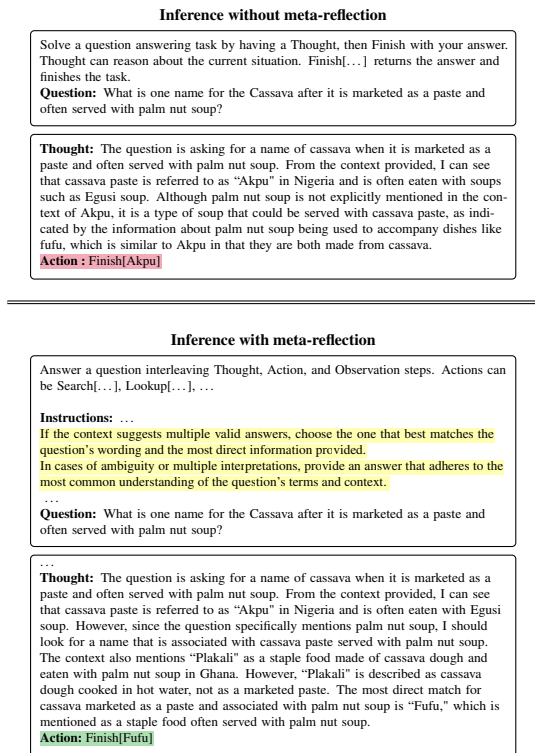 Inference without meta-reflection
Solve a question answering task by having a Thought, then Finish with your answer.
Thought can reason about the current situation. Finish[...] returns the answer and
finishes the task.
Question: What is one name for the Cassava after it is marketed as a paste and
often served with palm nut soup?
Thought: The question is asking for a name of cassava when it is marketed as a
paste and often served with palm nut soup. From the context provided, I can see
that cassava paste is referred to as “Akpu" in Nigeria and is often eaten with soups
such as Egusi soup. Although palm nut soup is not explicitly mentioned in the con-
text of Akpu, it is a type of soup that could be served with cassava paste, as indi-
cated by the information about palm nut soup being used to accompany dishes like
fufu, which is similar to Akpu in that they are both made from cassava.
Action : Finish[Akpu]
Inference with meta-reflection
Answer a question interleaving Thought, Action, and Observation steps. Actions can
be Search[...], Lookup[...], ...
Instructions: ...
If the context suggests multiple valid answers, choose the one that best matches the
question’s wording and the most direct information provided.
In cases of ambiguity or multiple interpretations, provide an answer that adheres to the
most common understanding of the question’s terms and context.
...
Question: What is one name for the Cassava after it is marketed as a paste and
often served with palm nut soup?
...
Thought: The question is asking for a name of cassava when it is marketed as a
paste and often served with palm nut soup. From the context provided, I can see
that cassava paste is referred to as “Akpu" in Nigeria and is often eaten with Egusi
soup. However, since the question specifically mentions palm nut soup, I should
look for a name that is associated with cassava paste served with palm nut soup.
The context also mentions “Plakali" as a staple food made of cassava dough and
eaten with palm nut soup in Ghana. However, “Plakali" is described as cassava
dough cooked in hot water, not as a marketed paste. The most direct match for
cassava marketed as a paste and associated with palm nut soup is “Fufu," which is
mentioned as a staple food often served with palm nut soup.
Action: Finish[Fufu]